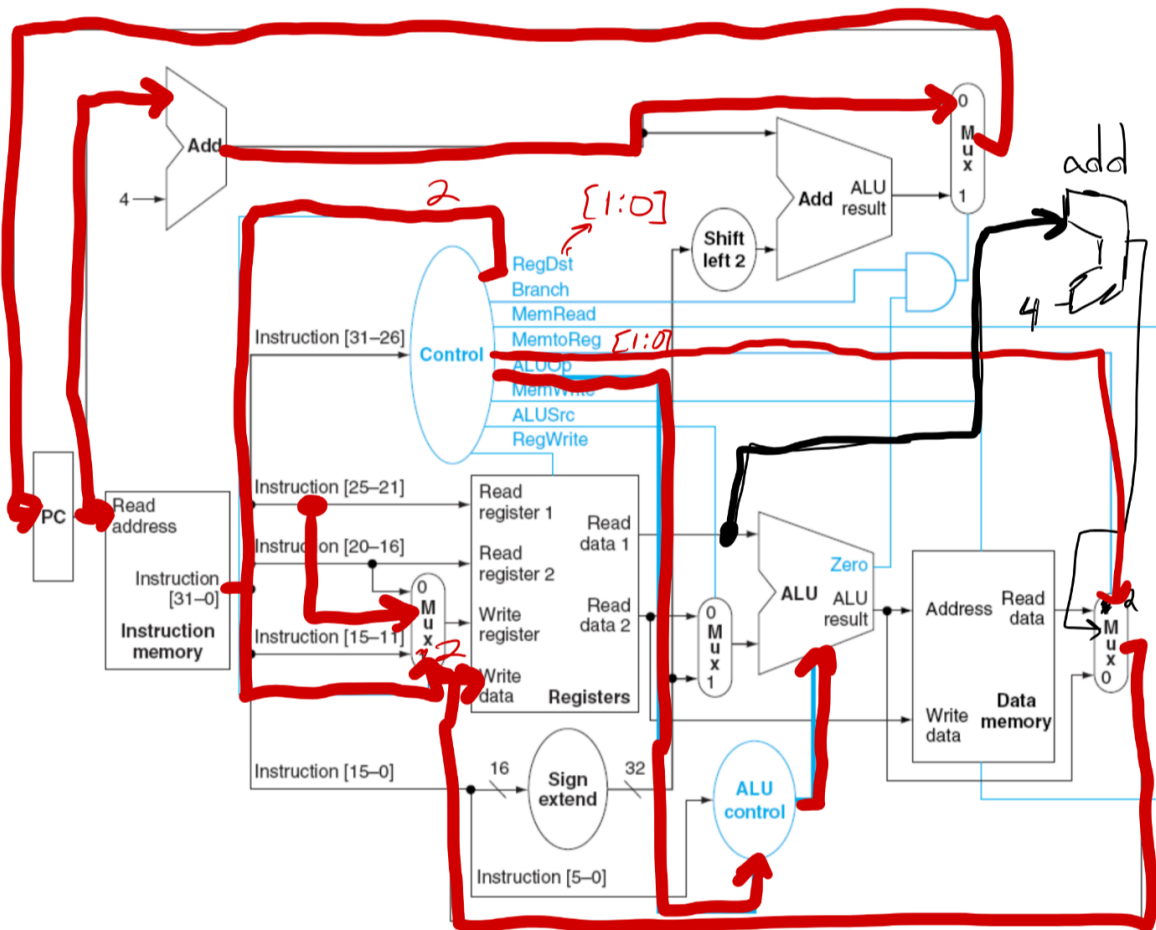 add
4
Add
4
2
[1:0]
0
M
u
x
1
Add
ALU
result
Shift
left 2
RegDst
Branch
MemRead
MemtoReg
[1:0]
ALUOp
MemWrite
ALUSrc
RegWrite
Control
Instruction [31–26]
PC
Read
address
Instruction
[31–0]
Instruction
memory
Instruction [25–21]
Instruction [20–16]
Instruction [15–11]
Instruction [15–0]
Instruction [5–0]
0
M
u
x
2
Read
register 1
Read
register 2
Write
register
Write
data
Read
data 1
Read
data 2
Registers
16
Sign
extend
32
0
M
u
x
1
ALU
Zero
ALU
result
ALU
control
Address
Read
data
Write
data
Data
memory
2
M
u
x
0